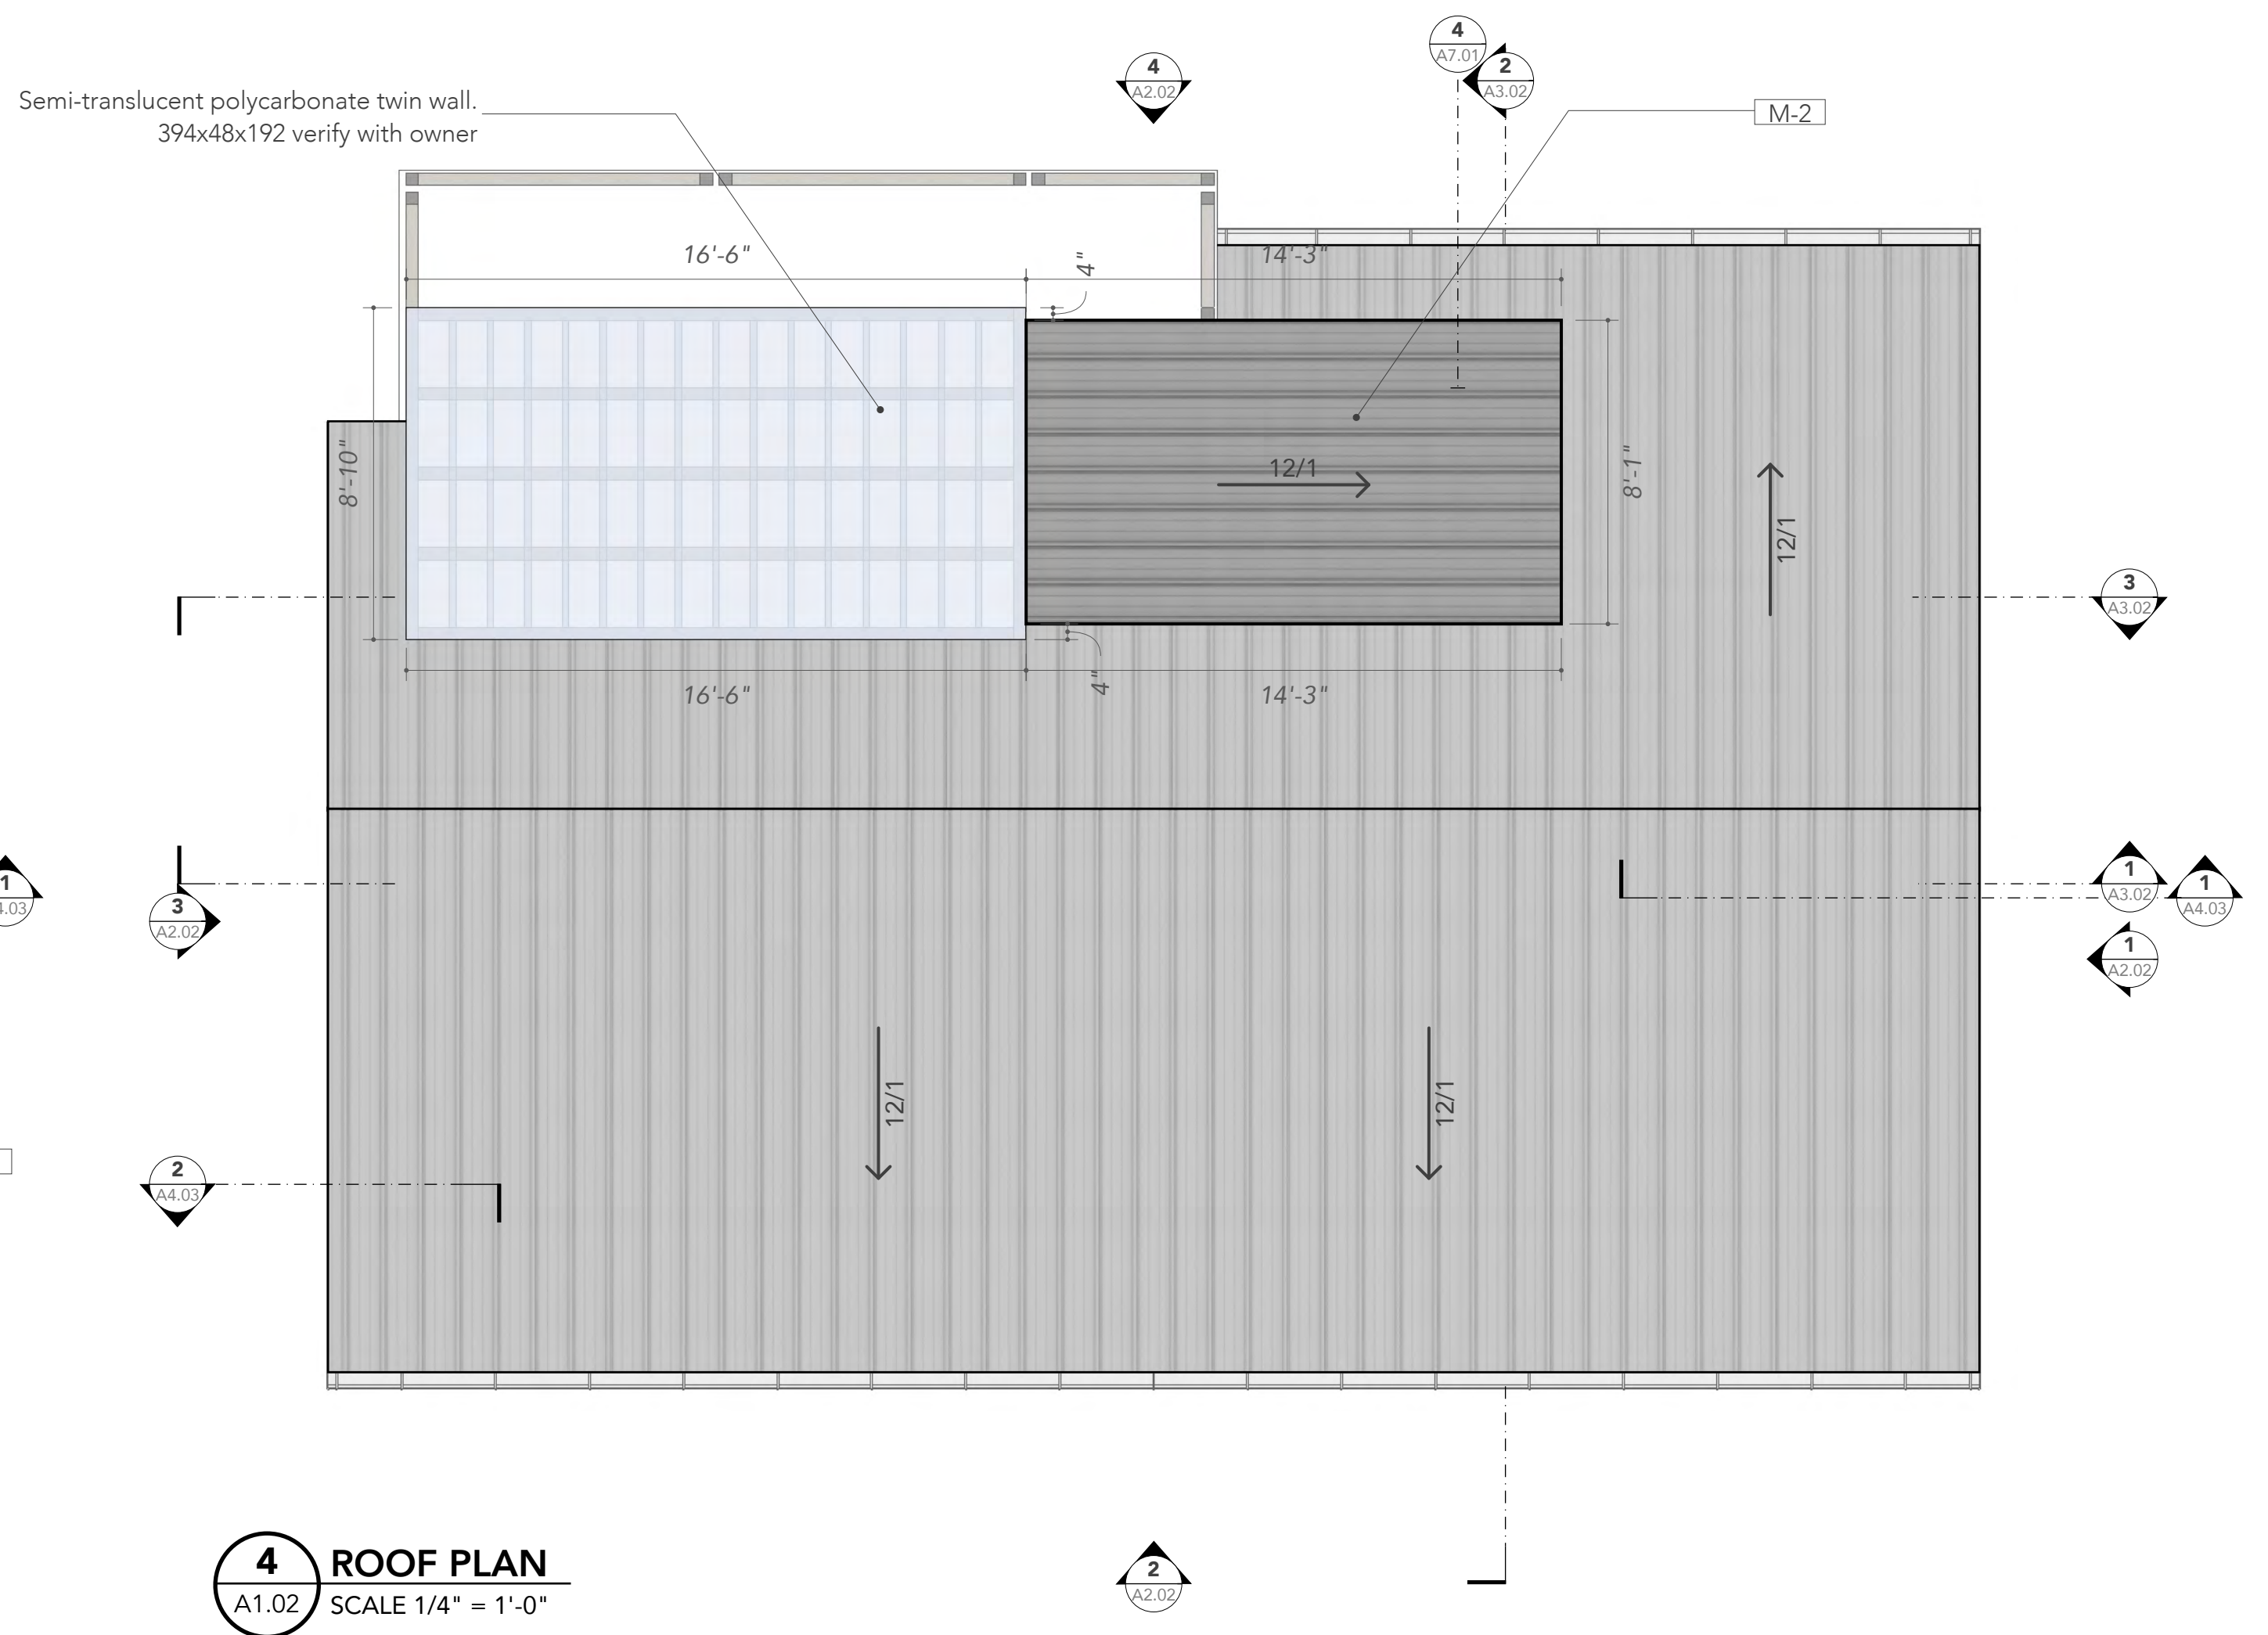 4
A7.01
4
A2.02
2
A3.02
Semi-translucent polycarbonate twin wall.
394x48x192 verify with owner
M-2
16'-6"
4"
14'-3"
8'-10"
12/1
8'-1"
12/1
3
A3.02
16'-6"
4"
14'-3"
1
3
A2.02
1
A3.02
1
A4.03
1
A2.02
12/1
12/1
2
A4.03
4
A1.02
ROOF PLAN
SCALE 1/4" = 1'-0"
2
A2.02